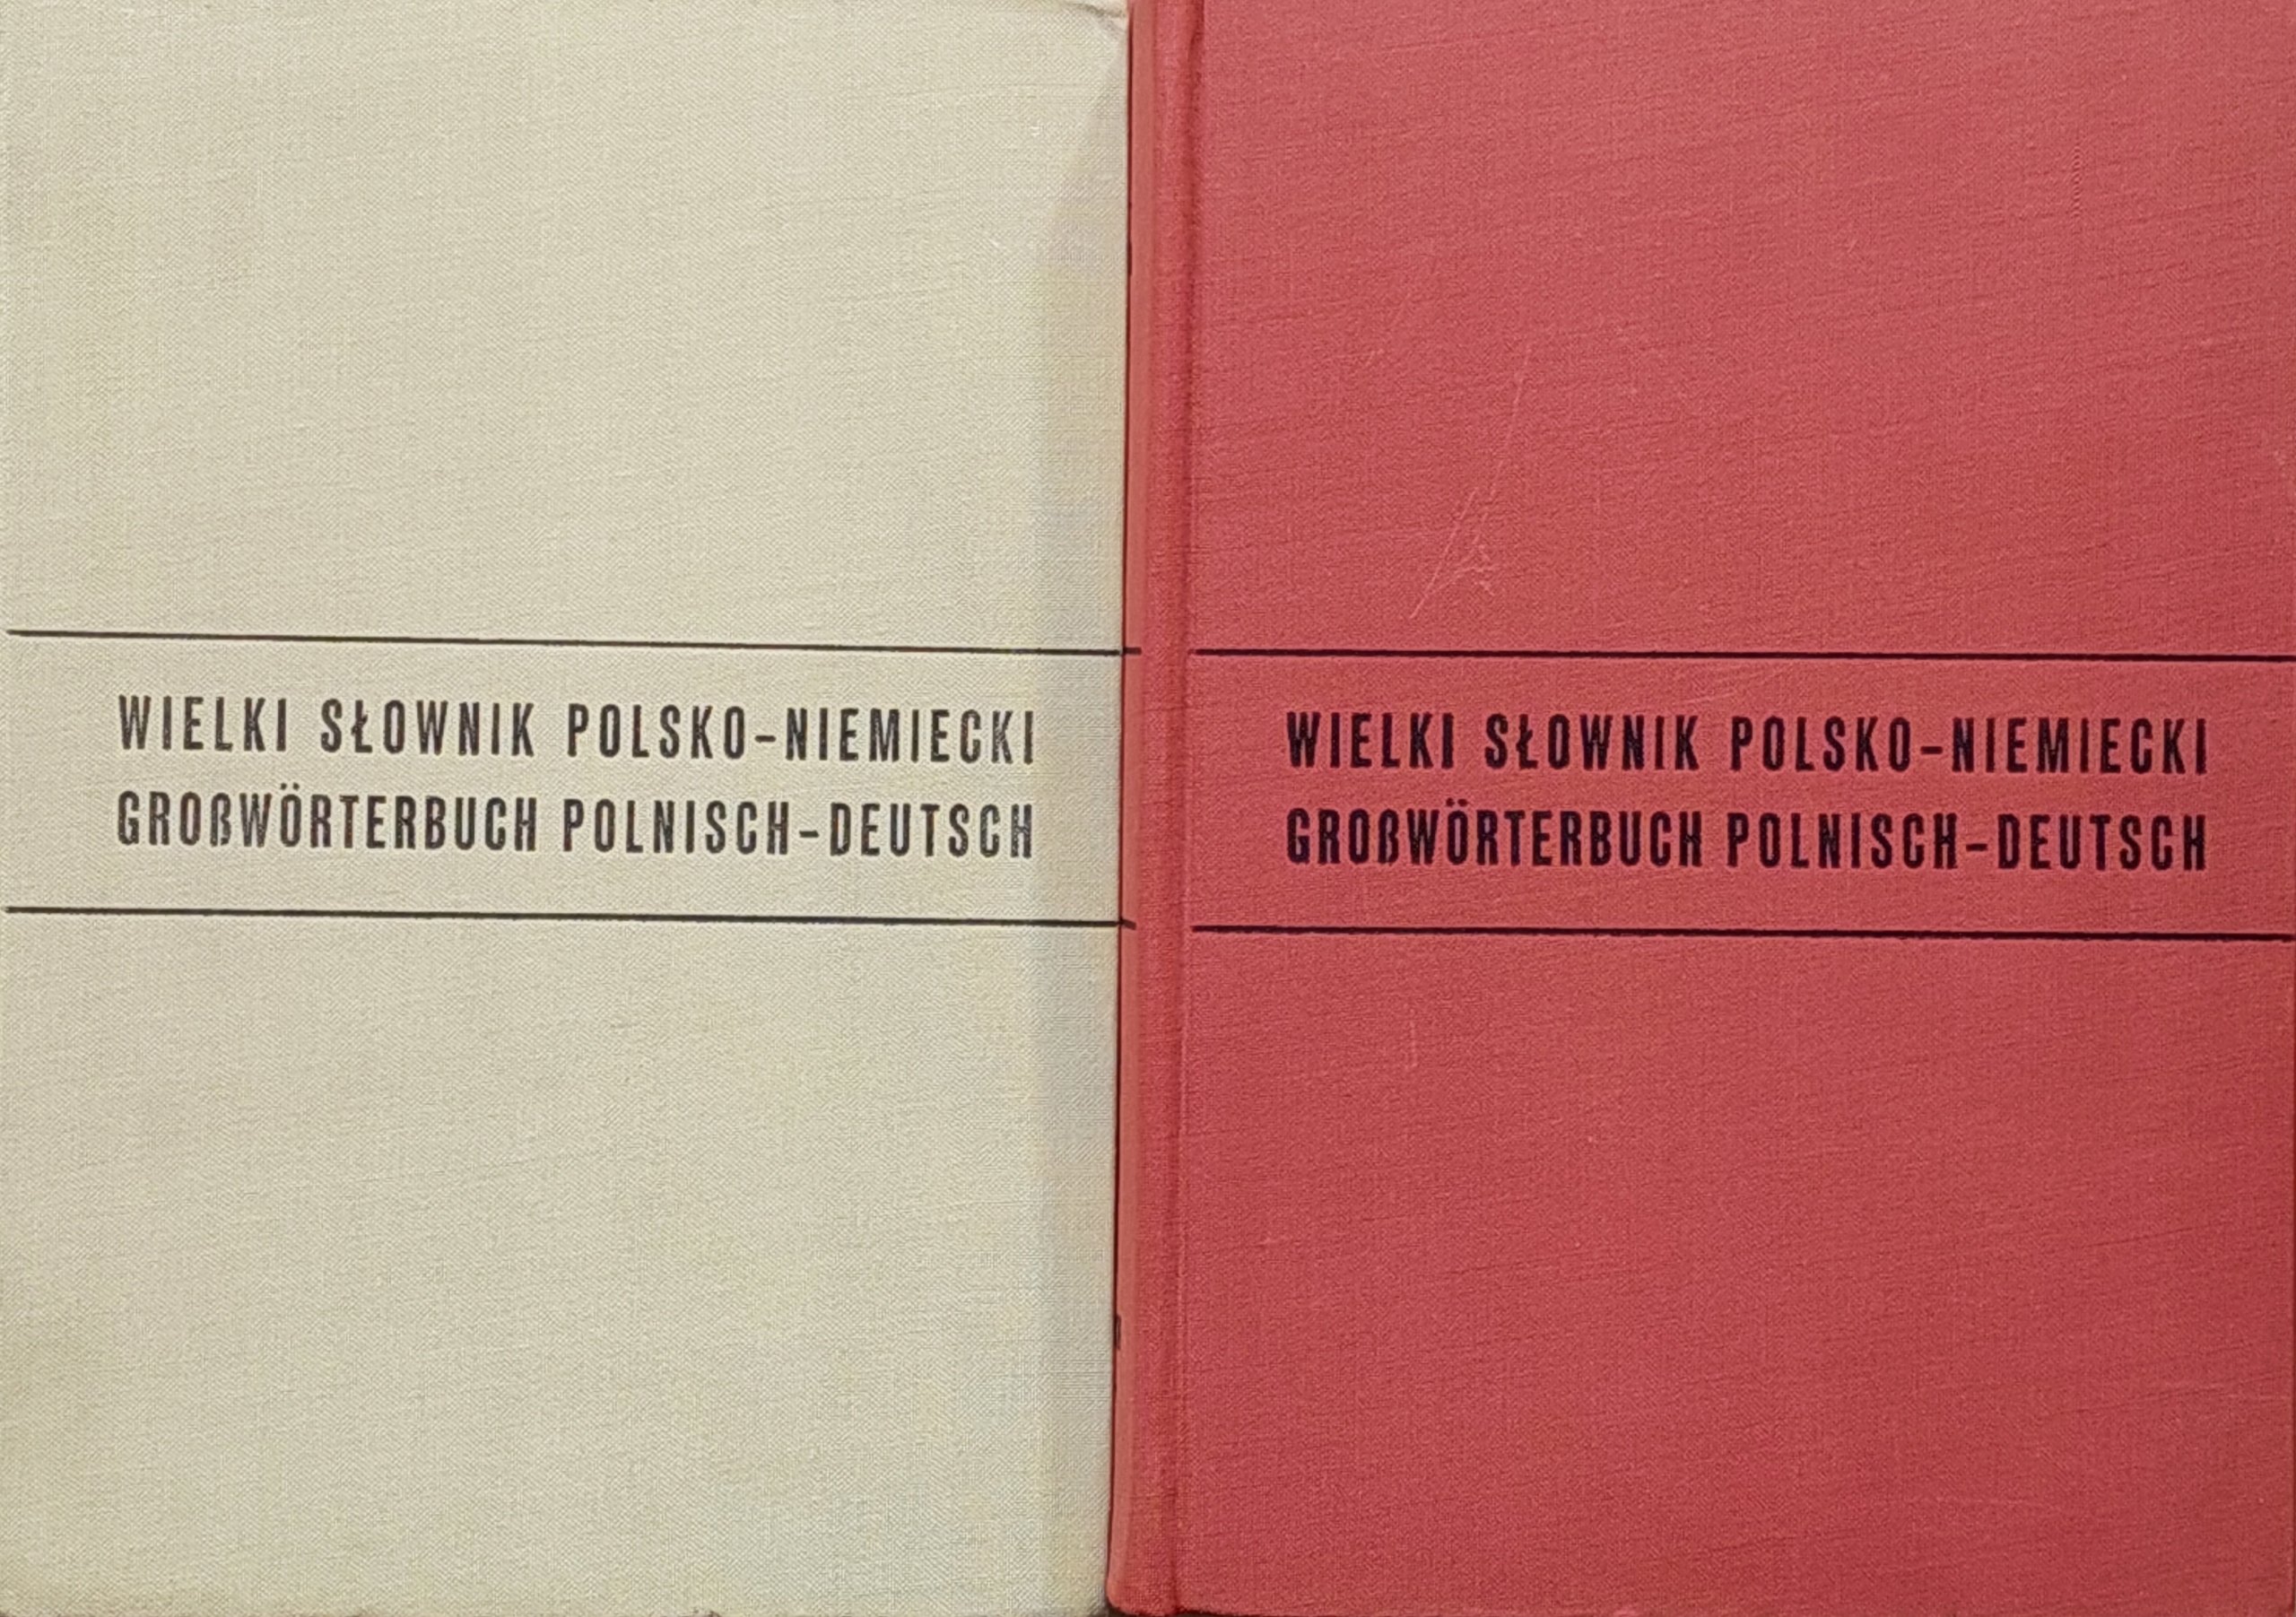 WIELKI SŁOWNIK POLSKO-NIEMIECKI
GROßWÖRTERBUCH POLNISCH-DEUTSCH
WIELKI SŁOWNIK POLSKO-NIEMIECKI
GROßWÖRTERBUCH POLNISCH-DEUTSCH